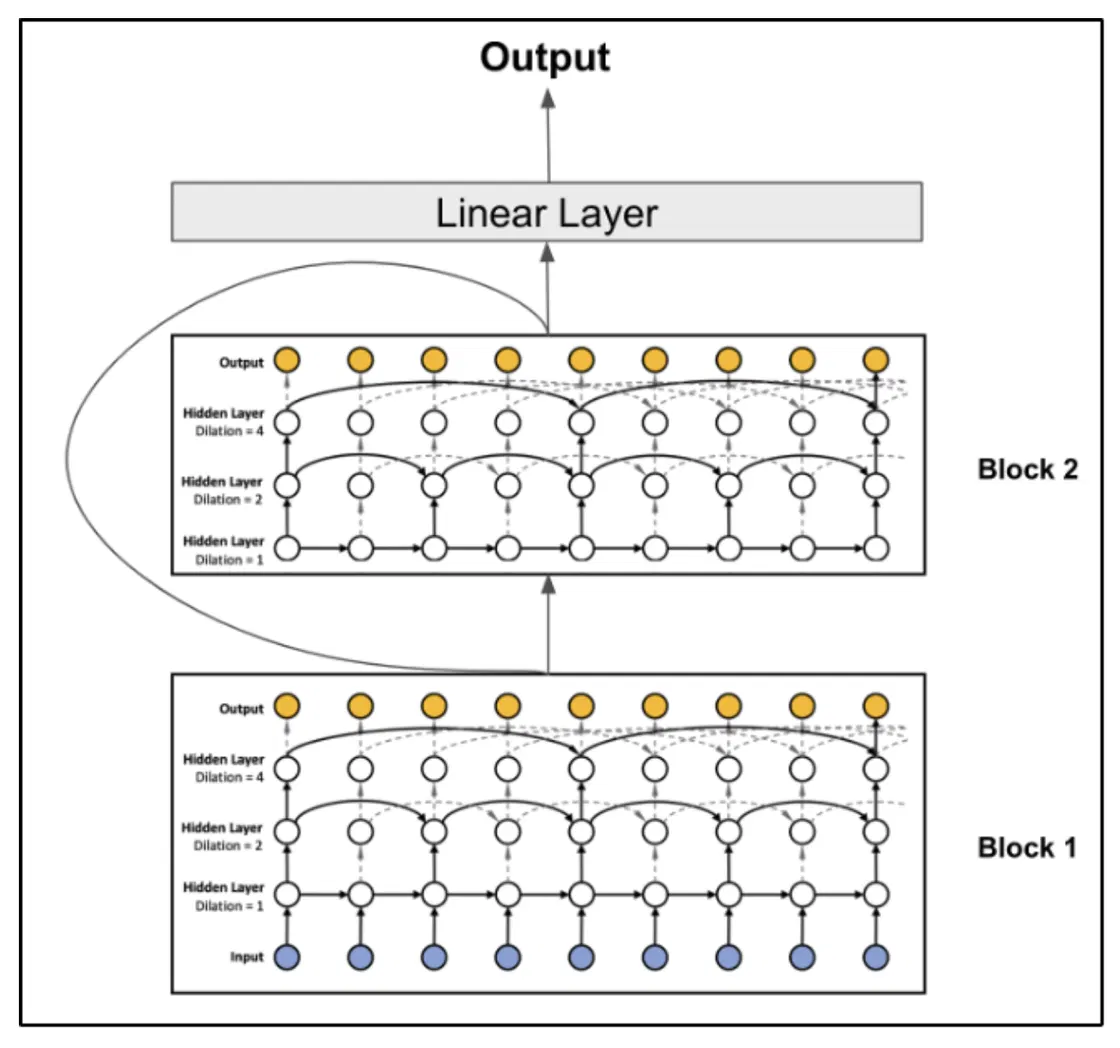 Output
Linear Layer
Output
Hidden Layer
Dilation = 4
Hidden Layer
Dilation = 2
Hidden Layer
Dilation = 1
Block 2
Output
Hidden Layer
Dilation = 4
Hidden Layer
Dilation = 2
Hidden Layer
Dilation = 1
Input
Block 1